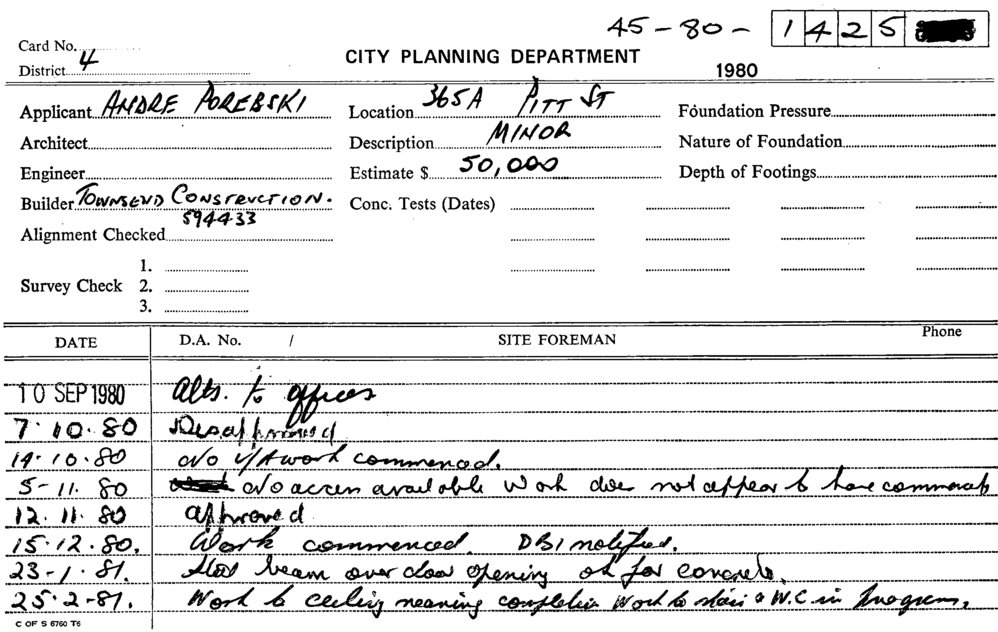 45-80- 1425
Card No.
District 4
CITY PLANNING DEPARTMENT
1980
Applicant ANDRE POREBSKI
Location 365A PITT ST
Foundation Pressure
Architect
Description MINOR
Nature of Foundation
Engineer
Estimate $ 50,000
Depth of Footings
Builder TOWNSEND CONSTRUCTION.
594433
Conc. Tests (Dates)
Alignment Checked
1.
Survey Check 2.
3.
DATE D.A. No. / SITE FOREMAN Phone
10 SEP 1980 Alts. to offices
7.10.80 Disapproved
14.10.80 No work commenced.
5-11.80 No access available Work does not appear to have
12.11.80 approved
15.12.80. Work commenced. DBI notified.
23-1.81. beam over door opening ok for concrete.
25.2-81. Work to ceiling nearing completion Work to stairs & W.C. in progress.
C OF S 6760 T6